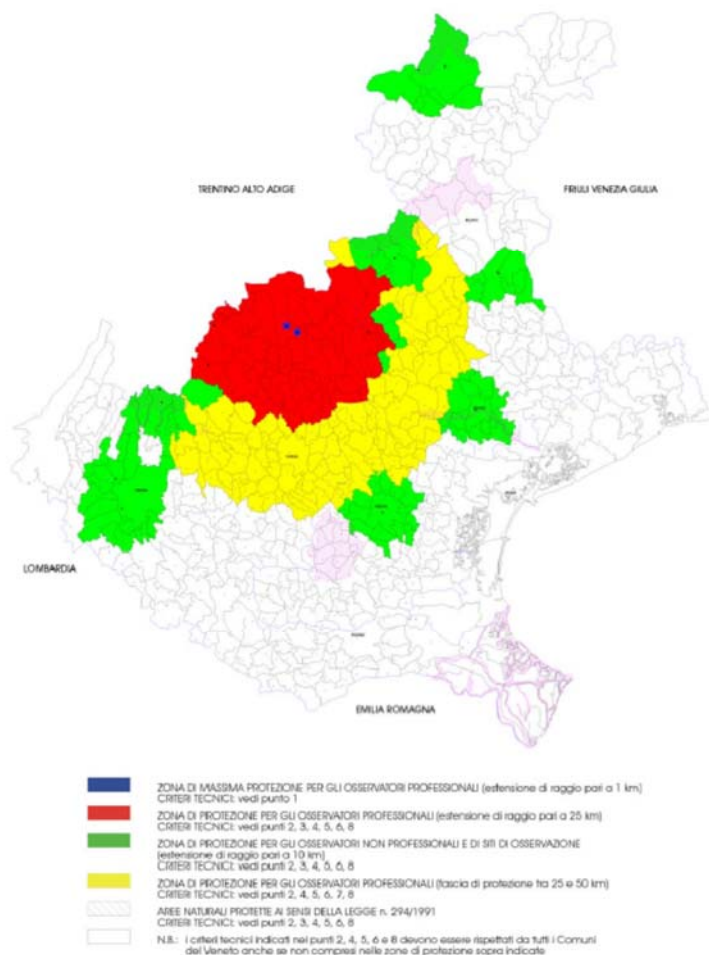 TRENTINO ALTO ADIGE
FRIULI VENEZIA GIULIA
LOMBARDIA
EMILIA ROMAGNA
ZONA DI MASSIMA PROTEZIONE PER GLI OSSERVATORI PROFESSIONALI (estensione di raggio pari a 1 km)
CRITERI TECNICI: vedi punto 1
ZONA DI PROTEZIONE PER GLI OSSERVATORI PROFESSIONALI (estensione di raggio pari a 25 km)
CRITERI TECNICI: vedi punti 2, 3, 4, 5, 6, 8
ZONA DI PROTEZIONE PER GLI OSSERVATORI NON PROFESSIONALI E DI SITI DI OSSERVAZIONE
(estensione di raggio pari a 10 km)
CRITERI TECNICI: vedi punti 2, 3, 4, 5, 6, 8
ZONA DI PROTEZIONE PER GLI OSSERVATORI PROFESSIONALI (fascia di protezione tra 25 e 50 km)
CRITERI TECNICI: vedi punti 2, 4, 5, 6, 7, 8
AREE NATURALI PROTETTE AI SENSI DELLA LEGGE n. 294/1991
CRITERI TECNICI: vedi punti 2, 3, 4, 5, 6, 8
N.B.: i criteri tecnici indicati nei punti 2, 4, 5, 6 e 8 devono essere rispettati da tutti i Comuni
del Veneto anche se non compresi nelle zone di protezione sopra indicate